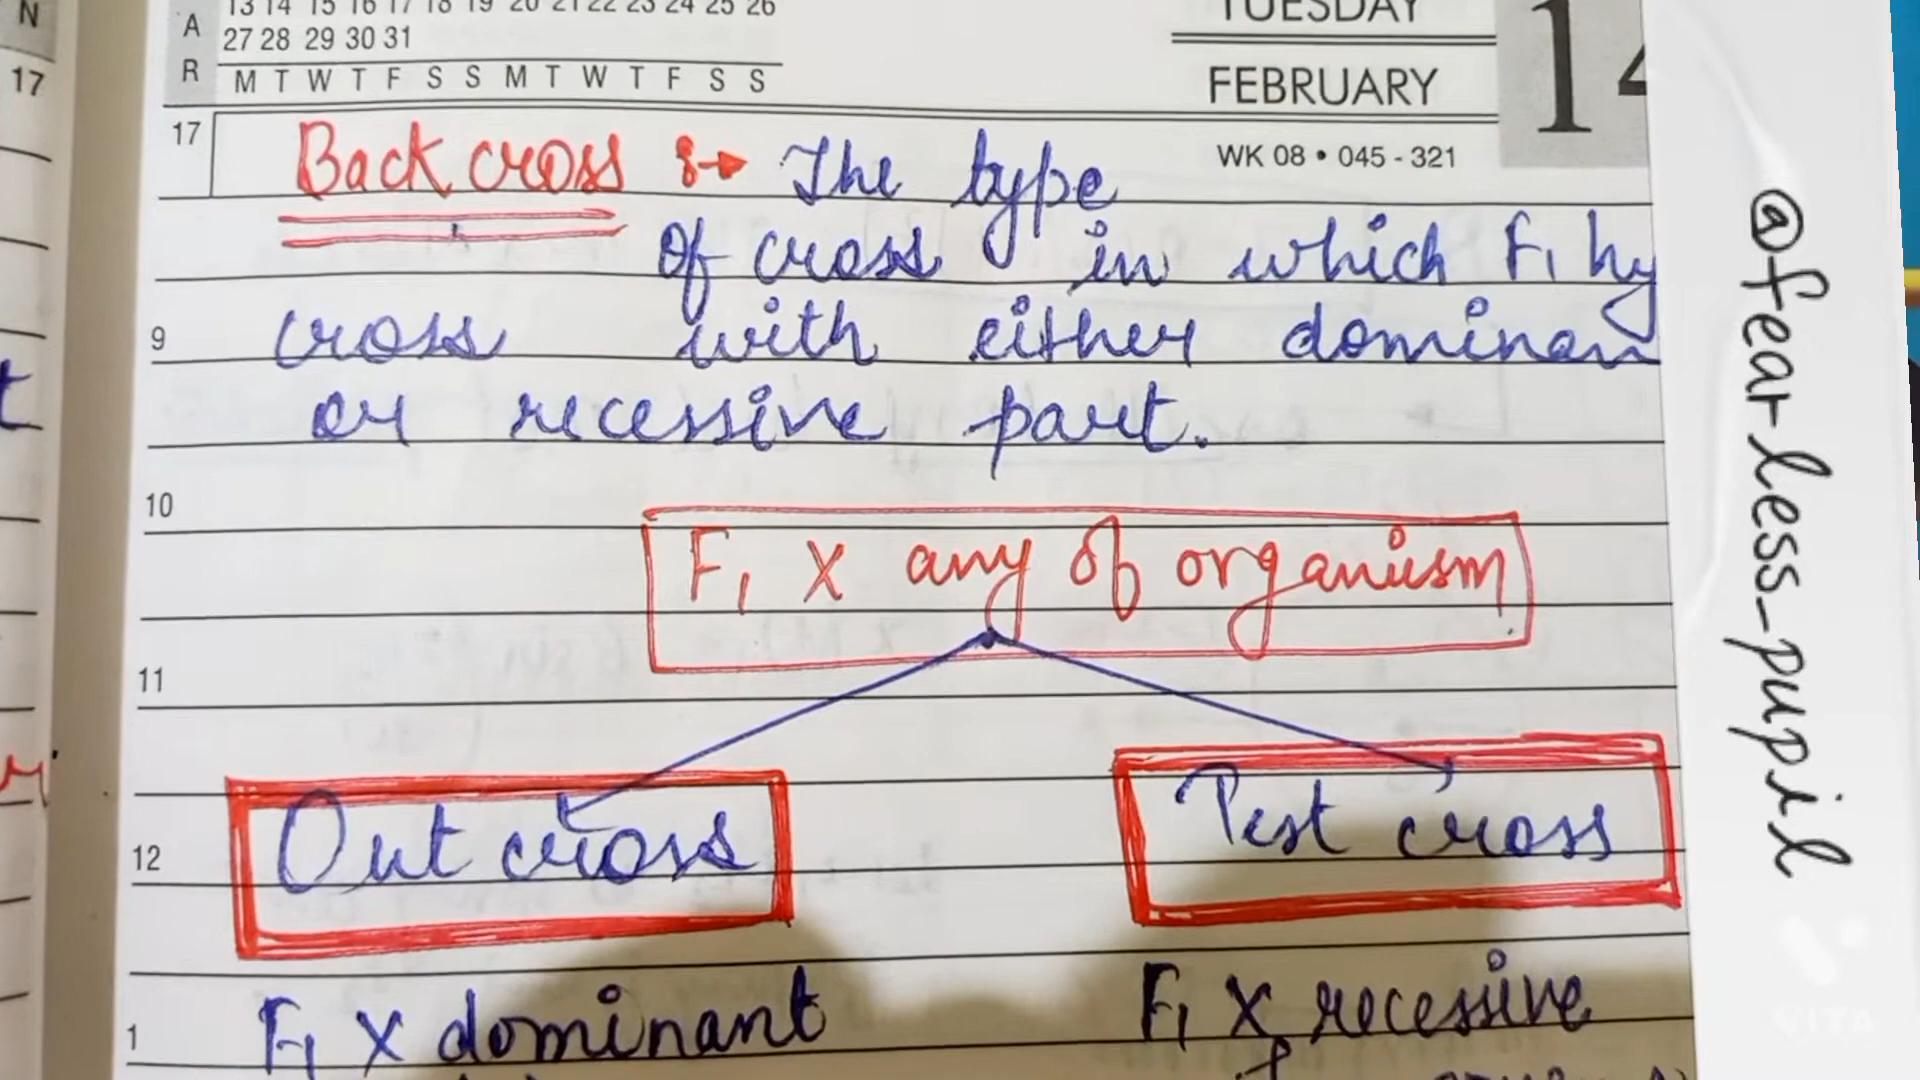 N
17
A 13 14 15 16 17 18 19 20 21 22 23 24 25 26
27 28 29 30 31
R M T W T F S S M T W T F S S
TUESDAY
FEBRUARY
14
WK 08 • 045 - 321
17 Back cross :→ The type
of cross in which F1 hy
9 cross with either dominan
or recessive part.
10
F1 X any of organism
11
Out cross Test cross
12
1 F1 X dominant F1 X recessive
@fear-less-pupil
VITA